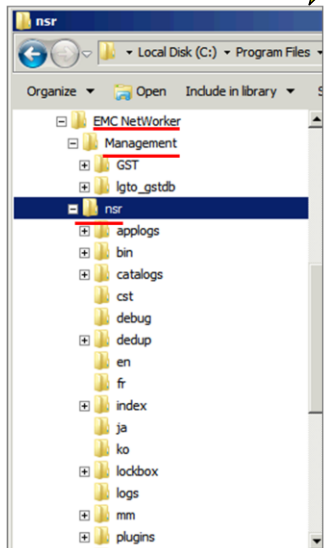 nsr
Local Disk (C:) Program Files
Organize Open Include in library
EMC NetWorker
Management
GST
lgto_gstdb
nsr
applogs
bin
catalogs
cst
debug
dedup
en
fr
index
ja
ko
lockbox
logs
mm
plugins